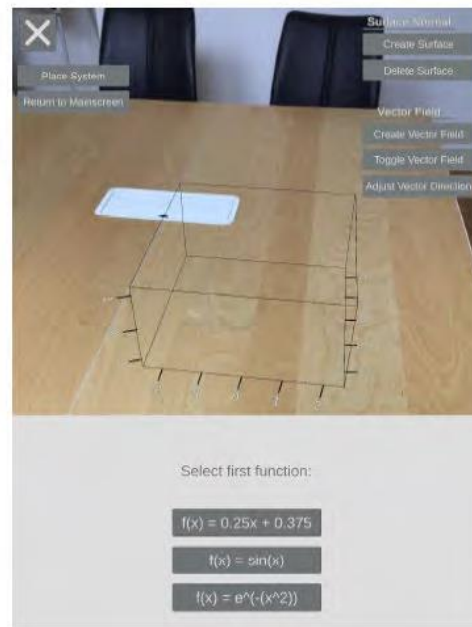 Surface Normal
Create Surface
Delete Surface
Place System
Return to Mainscreen
Vector Field
Create Vector Field
Toggle Vector Field
Adjust Vector Direction
Select first function:
f(x) = 0.25x + 0.375
f(x) = sin(x)
f(x) = e^(-(x^2))